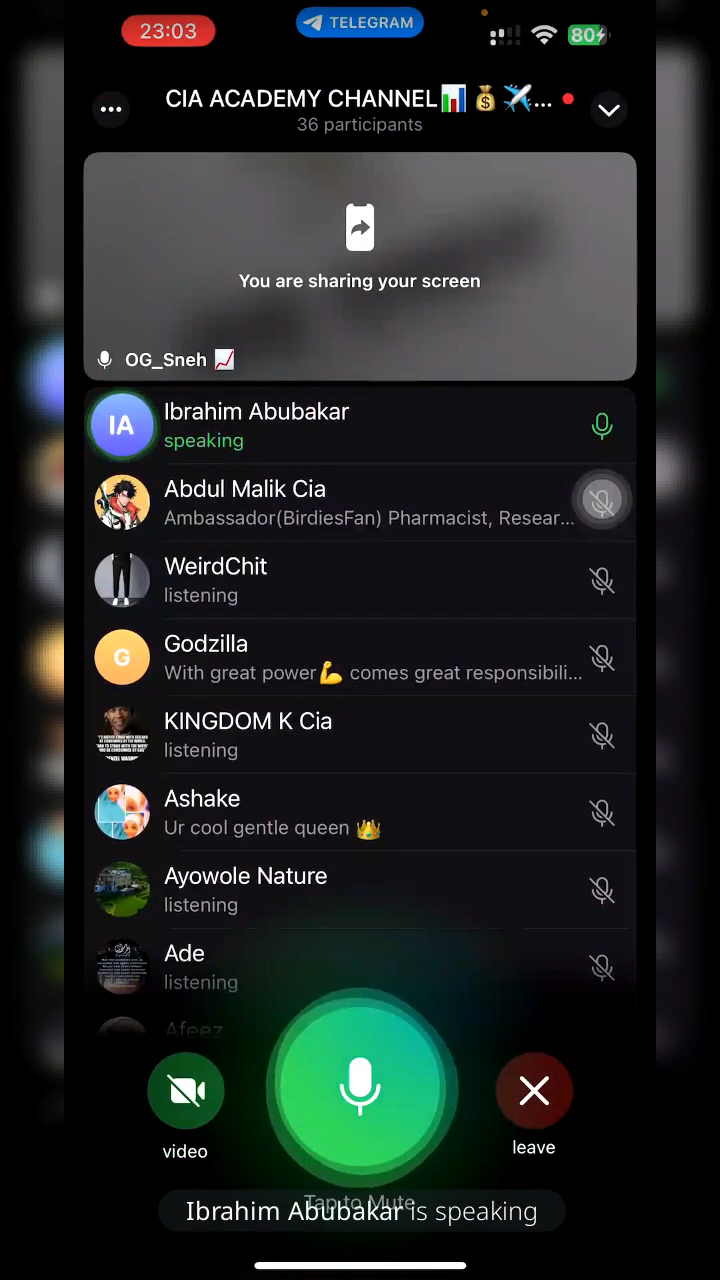 23:03
TELEGRAM
80
CIA ACADEMY CHANNEL📊 💰 ✈️...
36 participants
You are sharing your screen
OG_Sneh 📈
IA
Ibrahim Abubakar
speaking
Abdul Malik Cia
Ambassador(BirdiesFan) Pharmacist, Resear...
WeirdChit
listening
G
Godzilla
With great power💪 comes great responsibili...
KINGDOM K Cia
listening
Ashake
Ur cool gentle queen 👑
Ayowole Nature
listening
Ade
listening
Afeez
video
leave
Tap to Mute
Ibrahim Abubakar is speaking